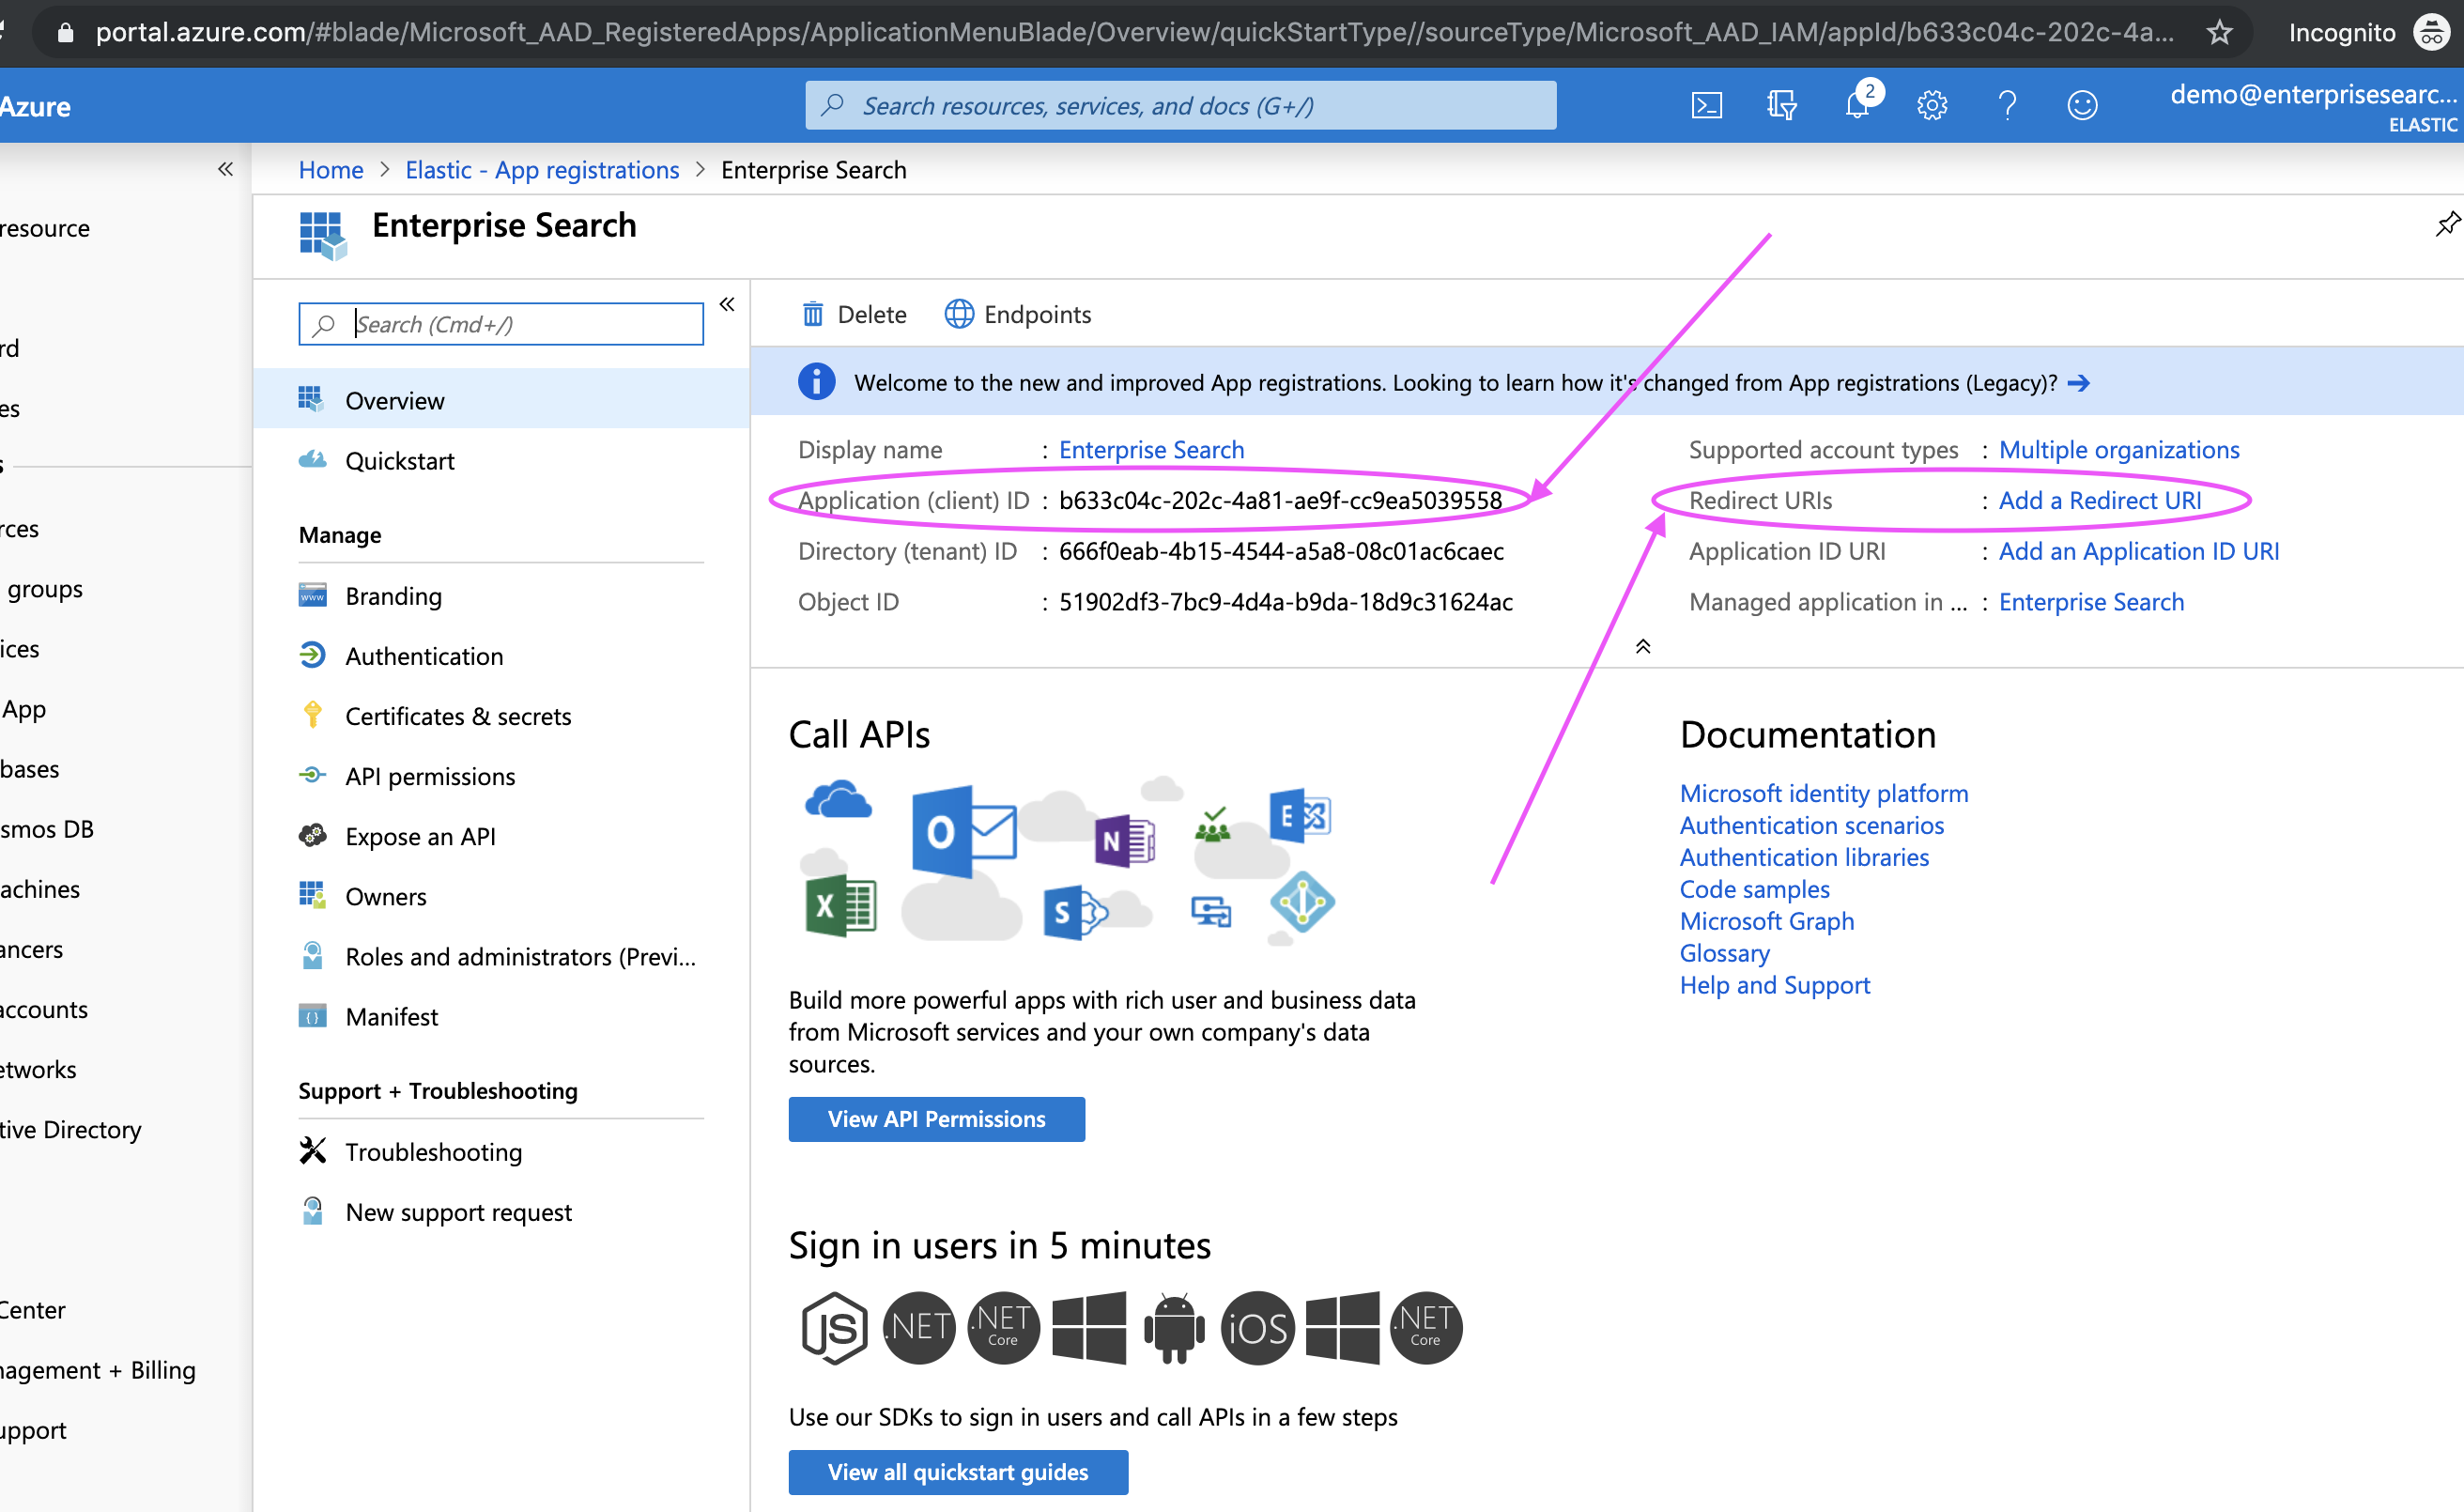 portal.azure.com/#blade/Microsoft_AAD_RegisteredApps/ApplicationMenuBlade/Overview/quickStartType//sourceType/Microsoft_AAD_IAM/appId/b633c04c-202c-4a...
Incognito
Azure
Search resources, services, and docs (G+/)
2
demo@enterprisesearc...
ELASTIC
Home > Elastic - App registrations > Enterprise Search
Enterprise Search
resource
rd
es
s
rces
groups
ices
App
bases
smos DB
achines
ancers
accounts
etworks
tive Directory
Center
nagement + Billing
upport
Search (Cmd+/)
Overview
Quickstart
Manage
Branding
Authentication
Certificates & secrets
API permissions
Expose an API
Owners
Roles and administrators (Previ...
Manifest
Support + Troubleshooting
Troubleshooting
New support request
Delete
Endpoints
Welcome to the new and improved App registrations. Looking to learn how it's changed from App registrations (Legacy)?
Display name : Enterprise Search
Application (client) ID : b633c04c-202c-4a81-ae9f-cc9ea5039558
Directory (tenant) ID : 666f0eab-4b15-4544-a5a8-08c01ac6caec
Object ID : 51902df3-7bc9-4d4a-b9da-18d9c31624ac
Supported account types : Multiple organizations
Redirect URIs : Add a Redirect URI
Application ID URI : Add an Application ID URI
Managed application in ... : Enterprise Search
Call APIs
O
N
E
X
S
Build more powerful apps with rich user and business data
from Microsoft services and your own company's data
sources.
View API Permissions
Documentation
Microsoft identity platform
Authentication scenarios
Authentication libraries
Code samples
Microsoft Graph
Glossary
Help and Support
Sign in users in 5 minutes
JS
.NET
.NET
Core
iOS
.NET
Core
Use our SDKs to sign in users and call APIs in a few steps
View all quickstart guides